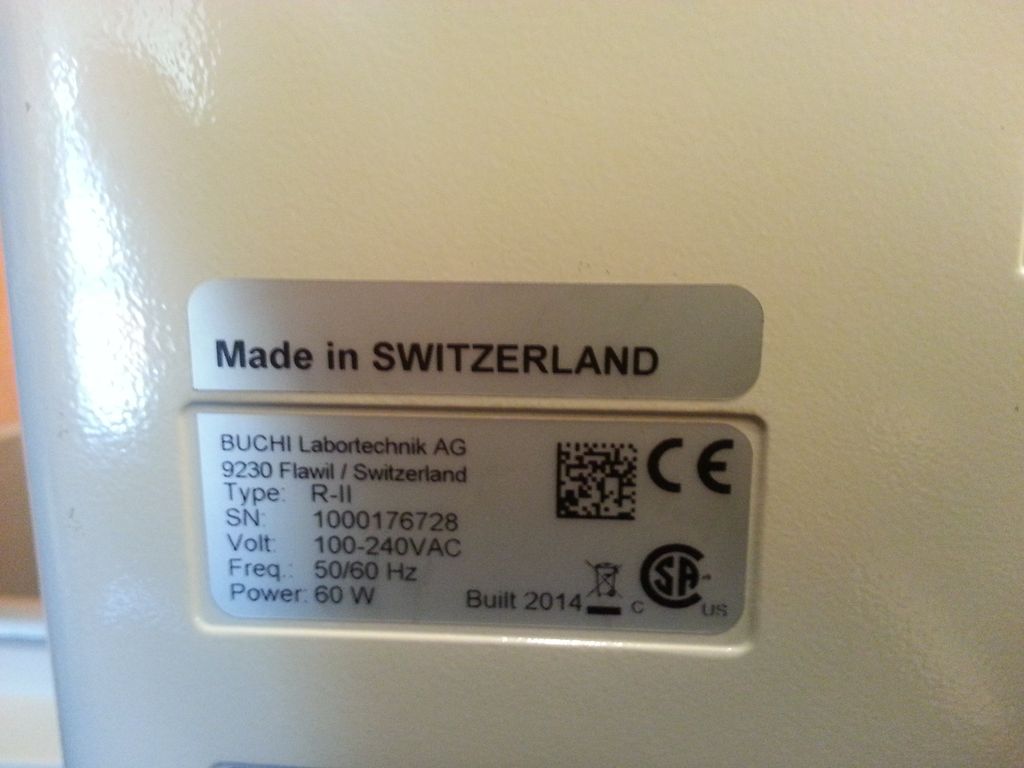 Made in SWITZERLAND
BUCHI Labortechnik AG
9230 Flawil / Switzerland
Type: R-II
SN: 1000176728
Volt: 100-240VAC
Freq.: 50/60 Hz
Power: 60 W
Built 2014
CE
C SA US